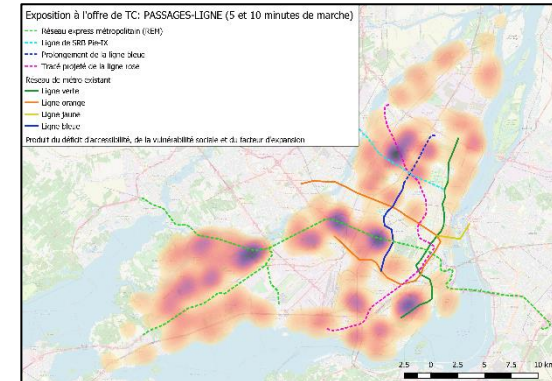 Exposition à l'offre de TC: PASSAGES-LIGNE (5 et 10 minutes de marche)
Réseau express métropolitain (REM)
Ligne de SRB Pie-IX
Prolongement de la ligne bleue
Tracé projeté de la ligne rose
Réseau de métro existant
Ligne verte
Ligne orange
Ligne jaune
Ligne bleue
Produit du déficit d'accessibilité, de la vulnérabilité sociale et du facteur d'expansion
2.5 0 2.5 5 7.5 10 km